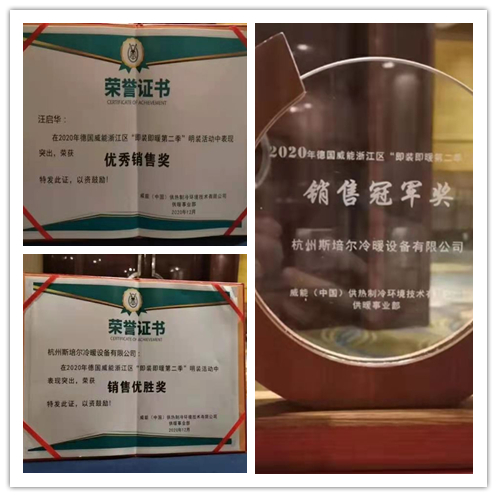 荣誉证书
CERTIFICATE OF ACHIEVEMENT
汪启华：
在2020年德国威能浙江区“即装即暖第二季”明装活动中表现
突出，荣获
优秀销售奖
特发此证，以资鼓励！
威能（中国）供热制冷环境技术有限公司
供暖事业部
2020年12月
荣誉证书
CERTIFICATE OF ACHIEVEMENT
杭州斯培尔冷暖设备有限公司：
在2020年德国威能浙江区“即装即暖第二季”明装活动中
表现突出，荣获
销售优胜奖
特发此证，以资鼓励！
威能（中国）供热制冷环境技术有限公司
供暖事业部
2020年12月
2020年德国威能浙江区“即装即暖第二季
销售冠军奖
杭州斯培尔冷暖设备有限公司
威能（中国）供热制冷环境技术有
供暖事业部